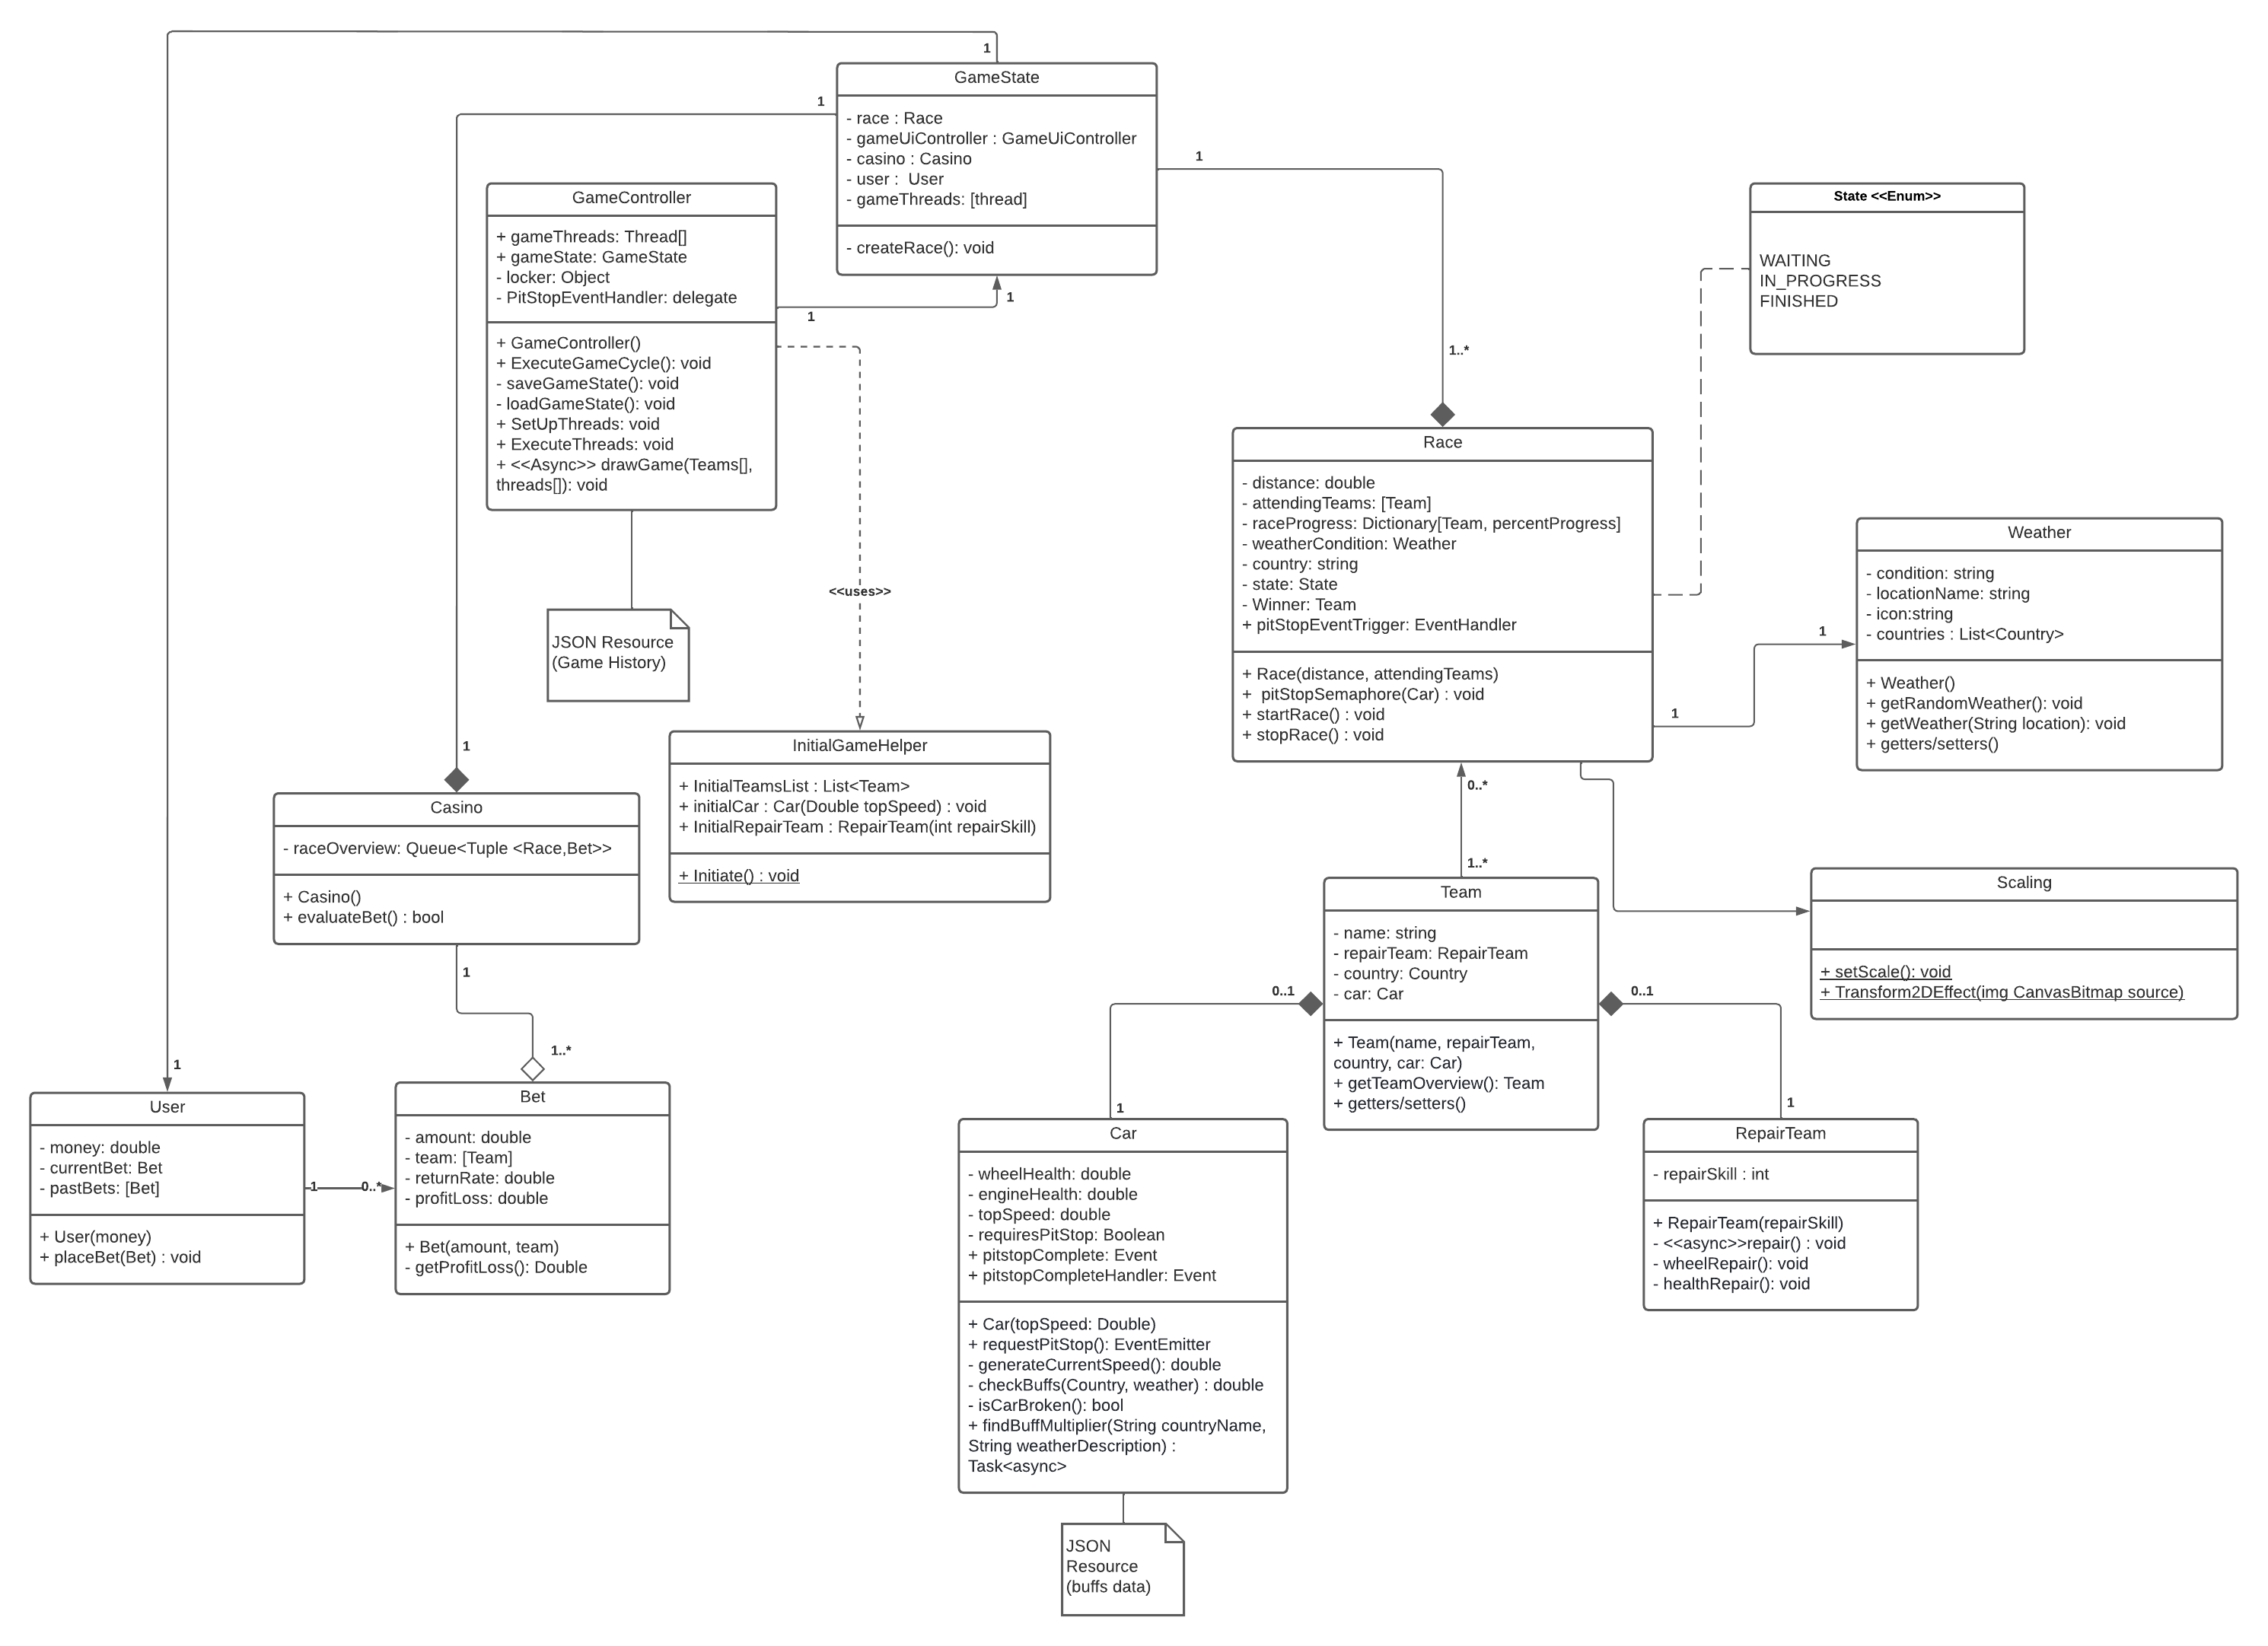 1
GameState
- race : Race
- gameUiController : GameUiController
- casino : Casino
- user :  User
- gameThreads: [thread]
- createRace(): void
1
1
1..*
GameController
+ gameThreads: Thread[]
+ gameState: GameState
- locker: Object
- PitStopEventHandler: delegate
+ GameController()
+ ExecuteGameCycle(): void
- saveGameState(): void
- loadGameState(): void
+ SetUpThreads: void
+ ExecuteThreads: void
+ <<Async>> drawGame(Teams[],
threads[]): void
1
1
<<uses>>
JSON Resource
(Game History)
State <<Enum>>
WAITING
IN_PROGRESS
FINISHED
Race
- distance: double
- attendingTeams: [Team]
- raceProgress: Dictionary[Team, percentProgress]
- weatherCondition: Weather
- country: string
- state: State
- Winner: Team
+ pitStopEventTrigger: EventHandler
+ Race(distance, attendingTeams)
+  pitStopSemaphore(Car) : void
+ startRace() : void
+ stopRace() : void
1
1
Weather
- condition: string
- locationName: string
- icon:string
- countries : List<Country>
+ Weather()
+ getRandomWeather(): void
+ getWeather(String location): void
+ getters/setters()
InitialGameHelper
+ InitialTeamsList : List<Team>
+ initialCar : Car(Double topSpeed) : void
+ InitialRepairTeam : RepairTeam(int repairSkill)
+ Initiate() : void
1
Casino
- raceOverview: Queue<Tuple <Race,Bet>>
+ Casino()
+ evaluateBet() : bool
1
1..*
0..*
1..*
Team
- name: string
- repairTeam: RepairTeam
- country: Country
- car: Car
+ Team(name, repairTeam,
country, car: Car)
+ getTeamOverview(): Team
+ getters/setters()
0..1
0..1
1
1
Scaling
+ setScale(): void
+ Transform2DEffect(img CanvasBitmap source)
1
User
- money: double
- currentBet: Bet
- pastBets: [Bet]
+ User(money)
+ placeBet(Bet) : void
1
0..*
Bet
- amount: double
- team: [Team]
- returnRate: double
- profitLoss: double
+ Bet(amount, team)
- getProfitLoss(): Double
Car
- wheelHealth: double
- engineHealth: double
- topSpeed: double
- requiresPitStop: Boolean
+ pitstopComplete: Event
+ pitstopCompleteHandler: Event
+ Car(topSpeed: Double)
+ requestPitStop(): EventEmitter
- generateCurrentSpeed(): double
- checkBuffs(Country, weather) : double
- isCarBroken(): bool
+ findBuffMultiplier(String countryName,
String weatherDescription) :
Task<async>
RepairTeam
- repairSkill : int
+ RepairTeam(repairSkill)
- <<async>>repair() : void
- wheelRepair(): void
- healthRepair(): void
JSON
Resource
(buffs data)